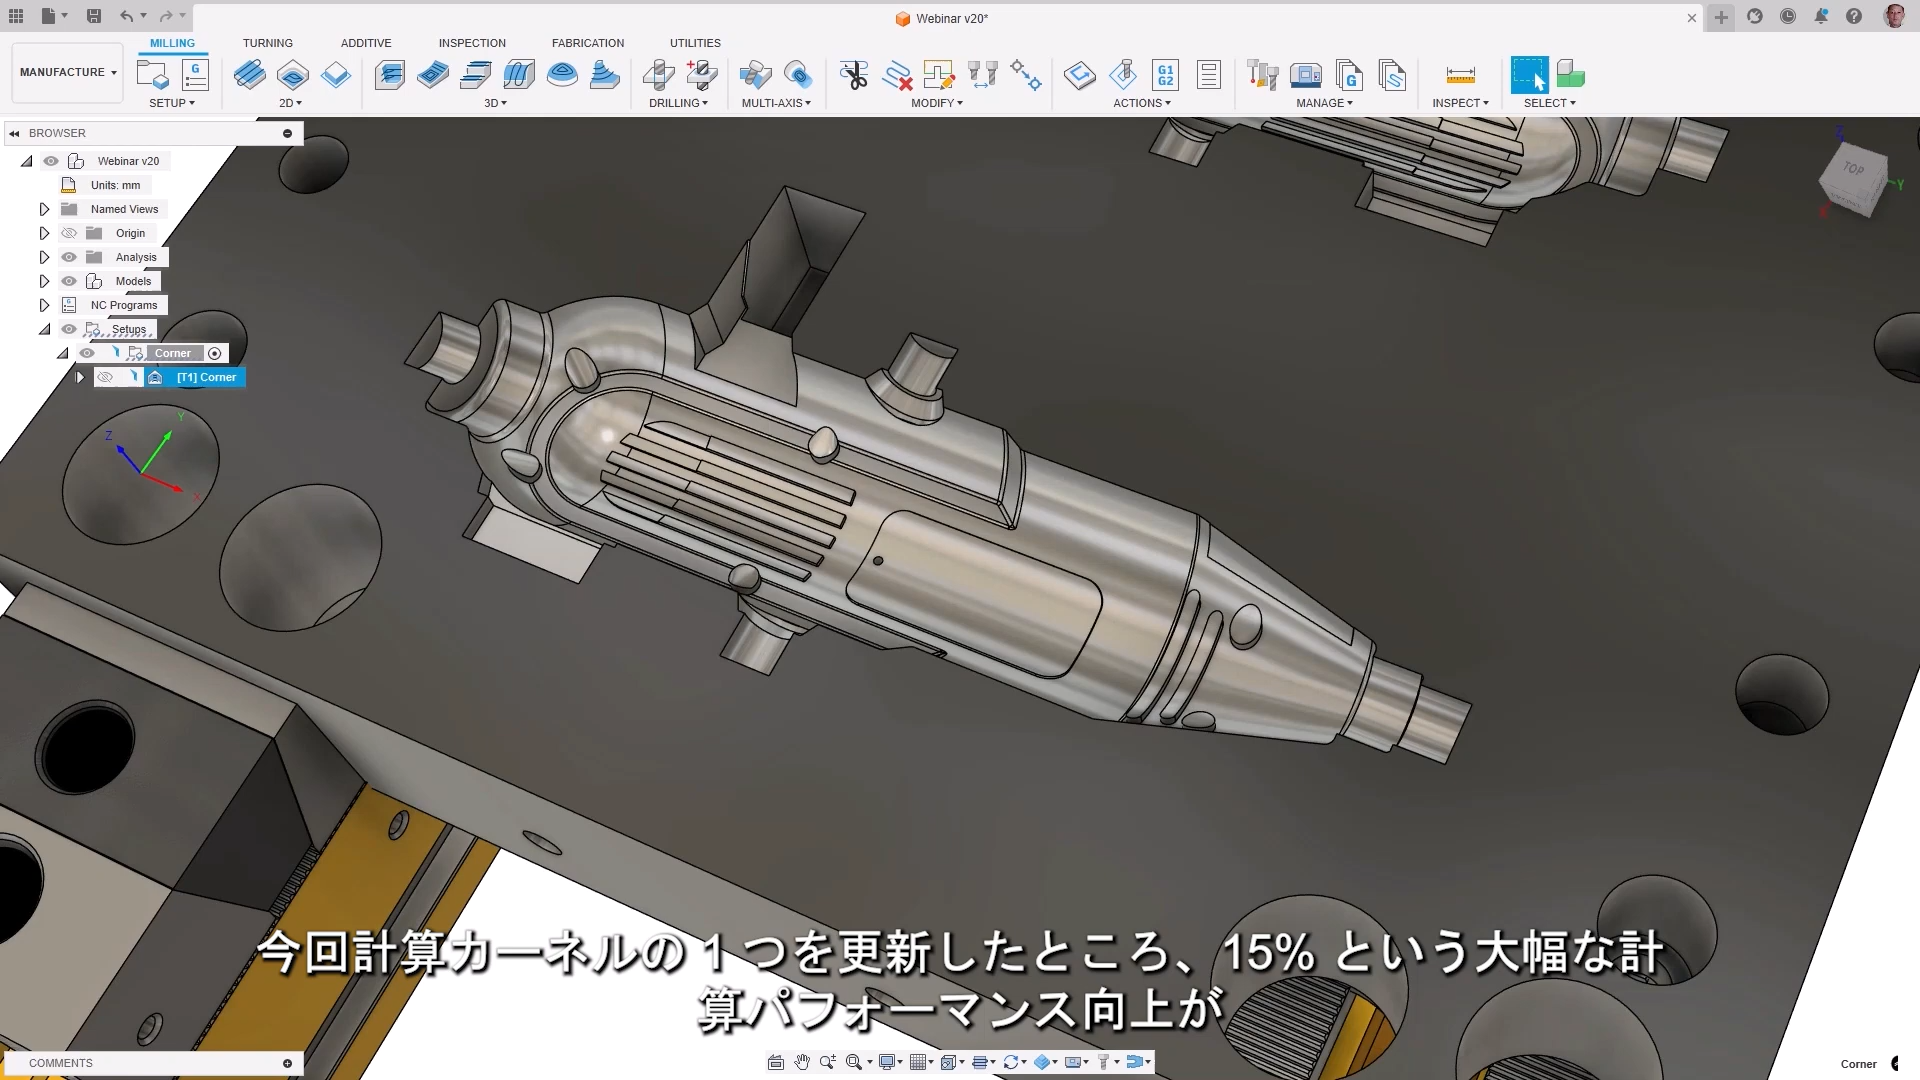 Webinar v20*
MANUFACTURE
MILLING
TURNING
ADDITIVE
INSPECTION
FABRICATION
UTILITIES
G
G1
G2
G
SETUP
2D
3D
DRILLING
MULTI-AXIS
MODIFY
ACTIONS
MANAGE
INSPECT
SELECT
BROWSER
Webinar v20
Units: mm
Named Views
Origin
Analysis
Models
NC Programs
Setups
Corner
[T1] Corner
Z
Y
X
Z
TOP
Y
今回計算カーネルの 1 つを更新したところ、15% という大幅な計
算パフォーマンス向上が
COMMENTS
Corner